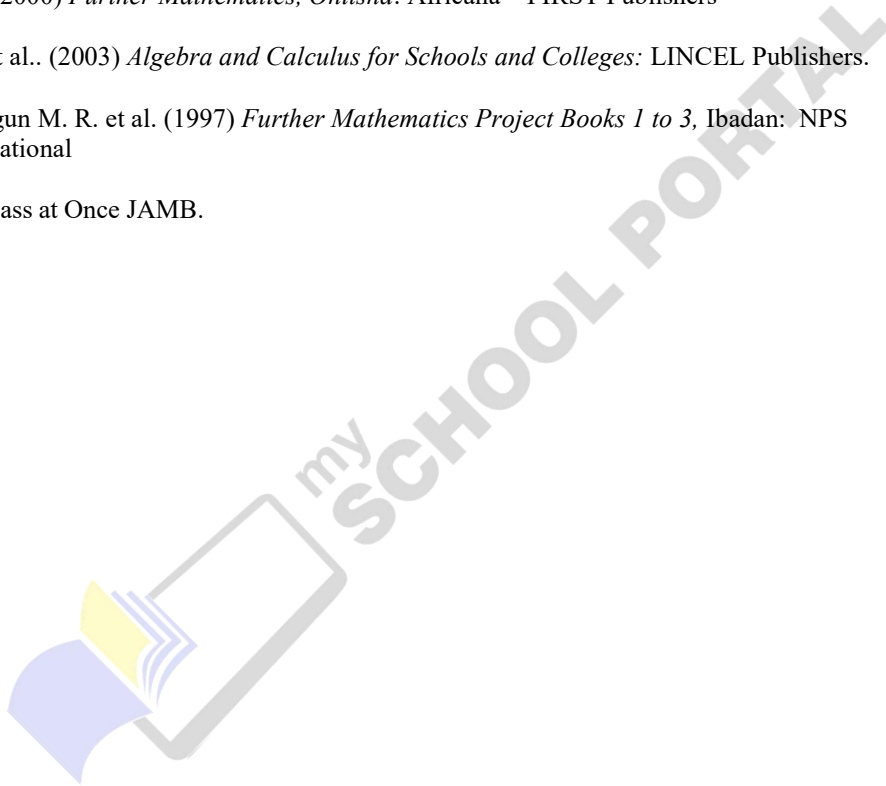 2000) Further Mathematics, Onitsha: Africana – FIRST Publishers
t al.. (2003) Algebra and Calculus for Schools and Colleges: LINCEL Publishers.
gun M. R. et al. (1997) Further Mathematics Project Books 1 to 3, Ibadan: NPS
ational
ass at Once JAMB.
my
SCHOOL PORTAL